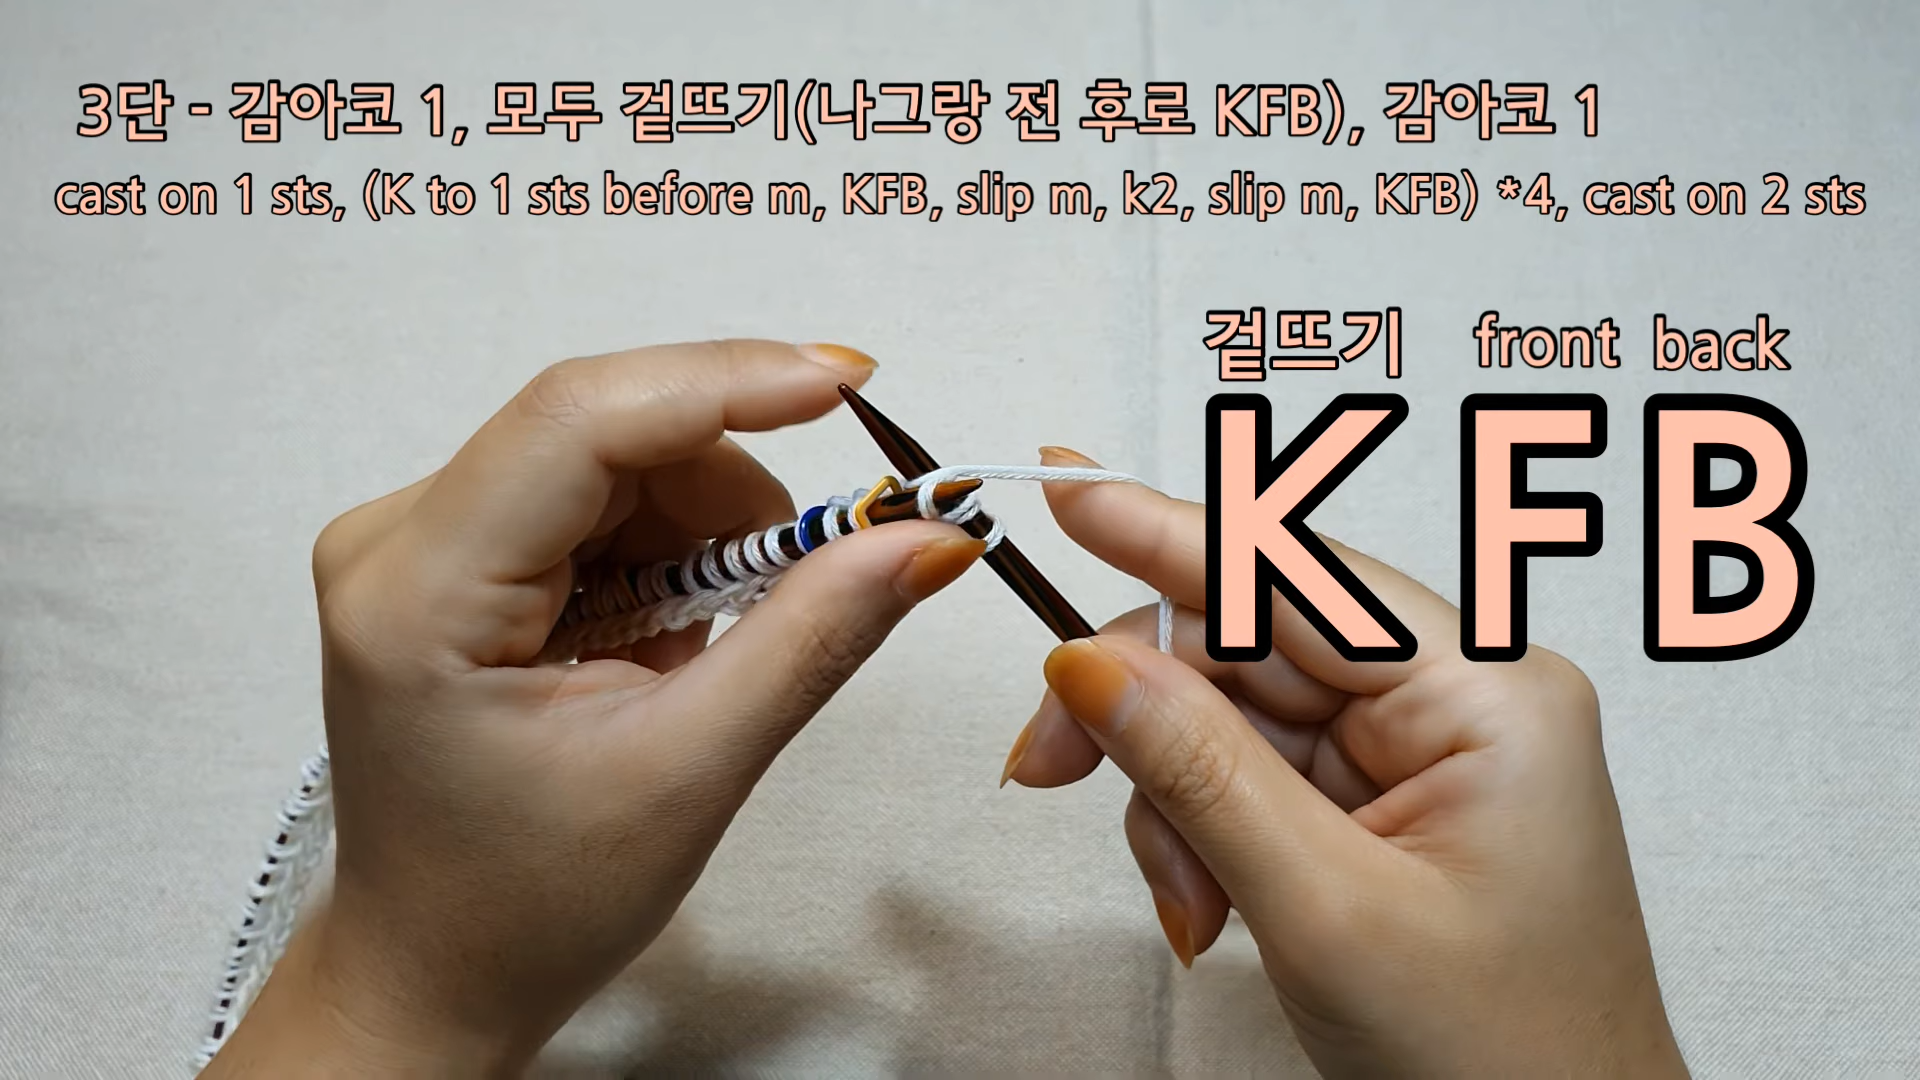 3단 - 감아코 1, 모두 겉뜨기(나그랑 전 후로 KFB), 감아코 1
cast on 1 sts, (K to 1 sts before m, KFB, slip m, k2, slip m, KFB) *4, cast on 2 sts
겉뜨기 front back
KFB